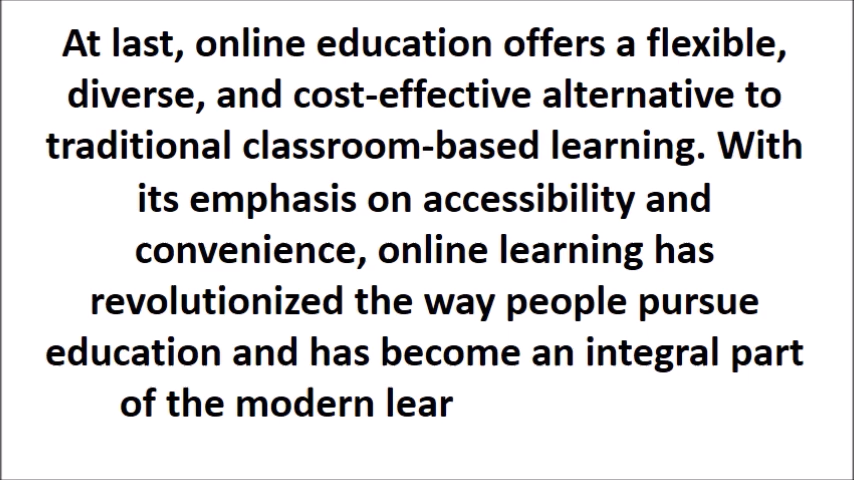 At last, online education offers a flexible,
diverse, and cost-effective alternative to
traditional classroom-based learning. With
its emphasis on accessibility and
convenience, online learning has
revolutionized the way people pursue
education and has become an integral part
of the modern lear